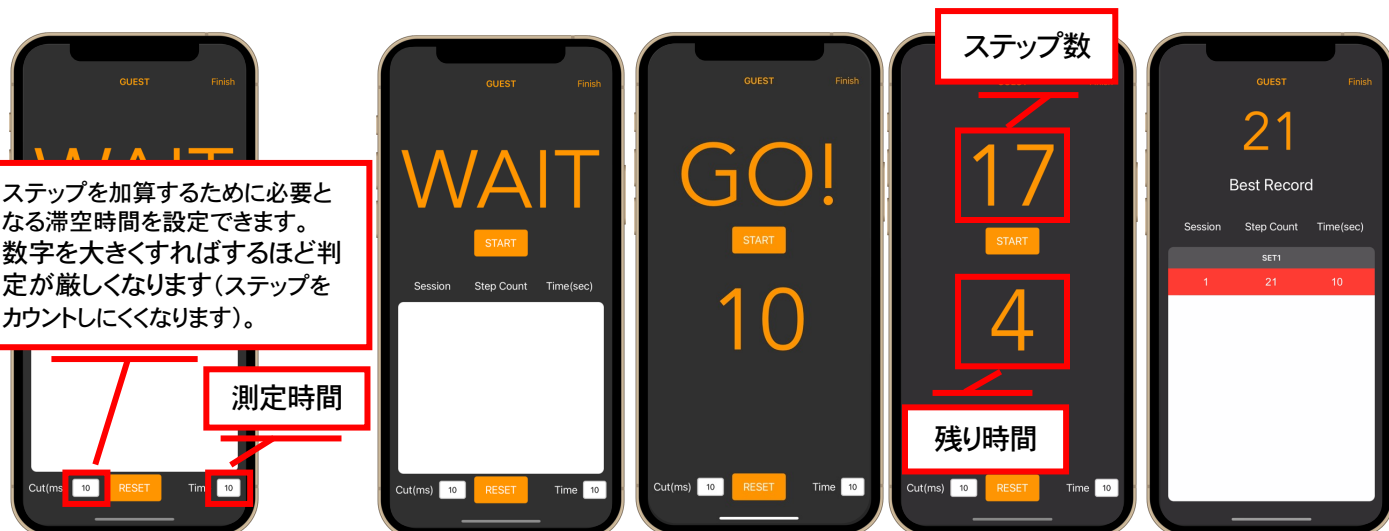 GUEST Finish
WAIT
ステップを加算するために必要と
なる滞空時間を設定できます。
数字を大きくすればするほど判
定が厳しくなります(ステップを
カウントしにくくなります)。
測定時間
Cut(ms) 10 RESET Time 10
GUEST Finish
WAIT
START
Session Step Count Time(sec)
Cut(ms) 10 RESET Time 10
GUEST Finish
GO!
START
10
Cut(ms) 10 RESET Time 10
ステップ数
17
START
4
残り時間
Cut(ms) 10 RESET Time 10
GUEST Finish
21
Best Record
Session Step Count Time(sec)
SET1
1 21 10